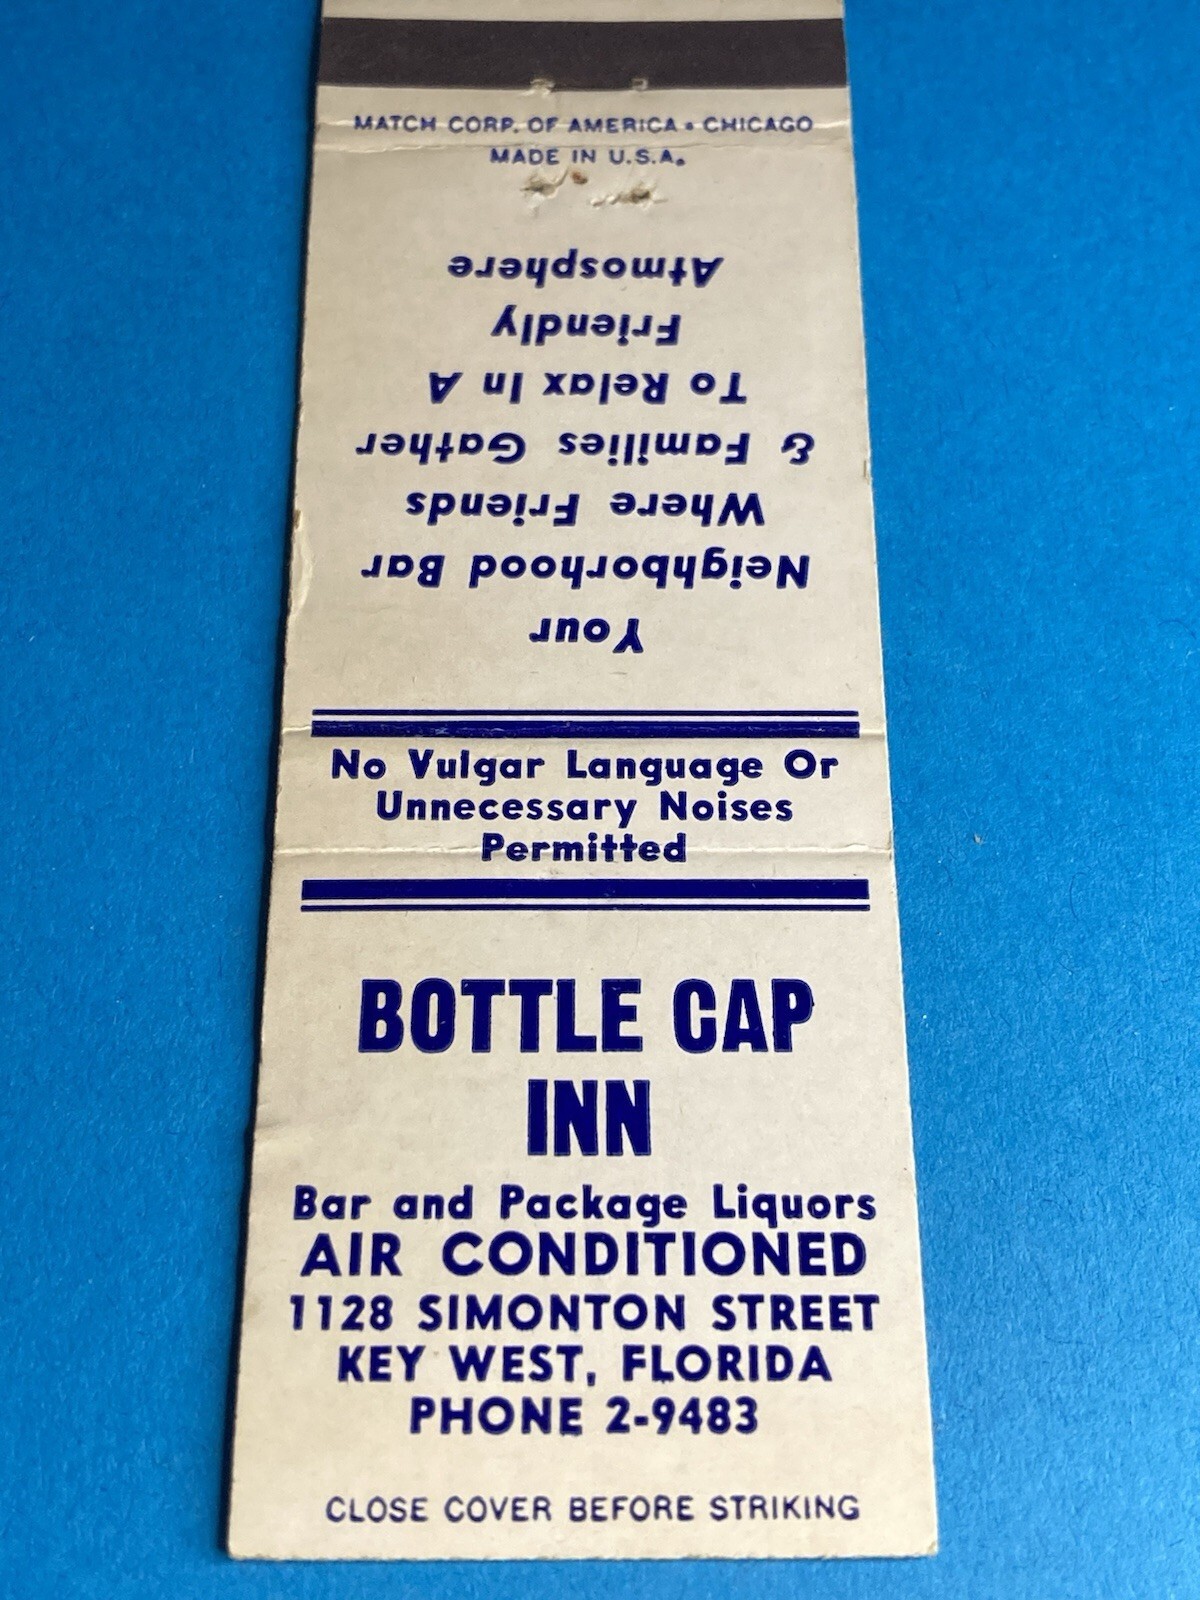 MATCH CORP. OF AMERICA • CHICAGO
MADE IN U.S.A.
Your
Neighborhood Bar
Where Friends
& Families Gather
To Relax In A
Friendly
Atmosphere
No Vulgar Language Or
Unnecessary Noises
Permitted
BOTTLE CAP
INN
Bar and Package Liquors
AIR CONDITIONED
1128 SIMONTON STREET
KEY WEST, FLORIDA
PHONE 2-9483
CLOSE COVER BEFORE STRIKING